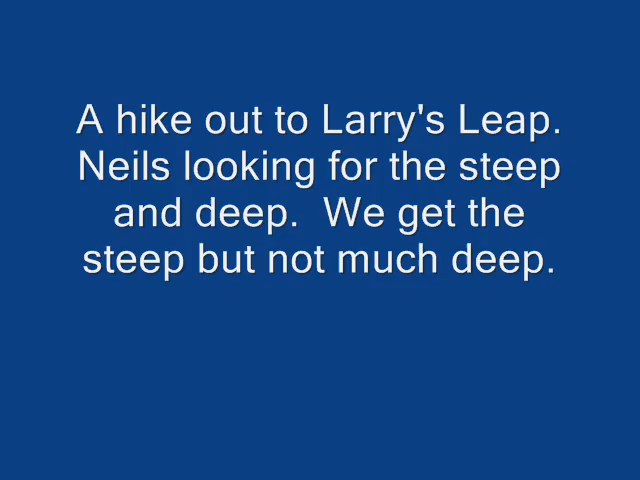 A hike out to Larry's Leap.
Neils looking for the steep
and deep.  We get the
steep but not much deep.